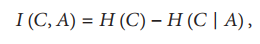 I (C, A) = H (C) − H (C | A) ,